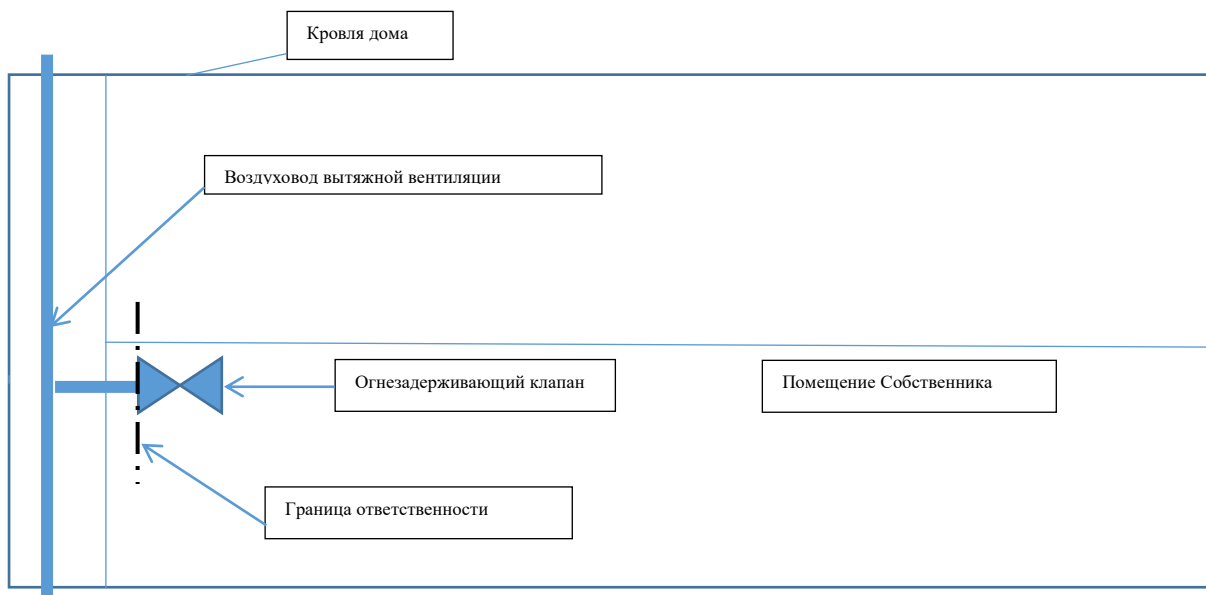 Кровля дома
Воздуховод вытяжной вентиляции
Огнезадерживающий клапан
Помещение Собственника
Граница ответственности